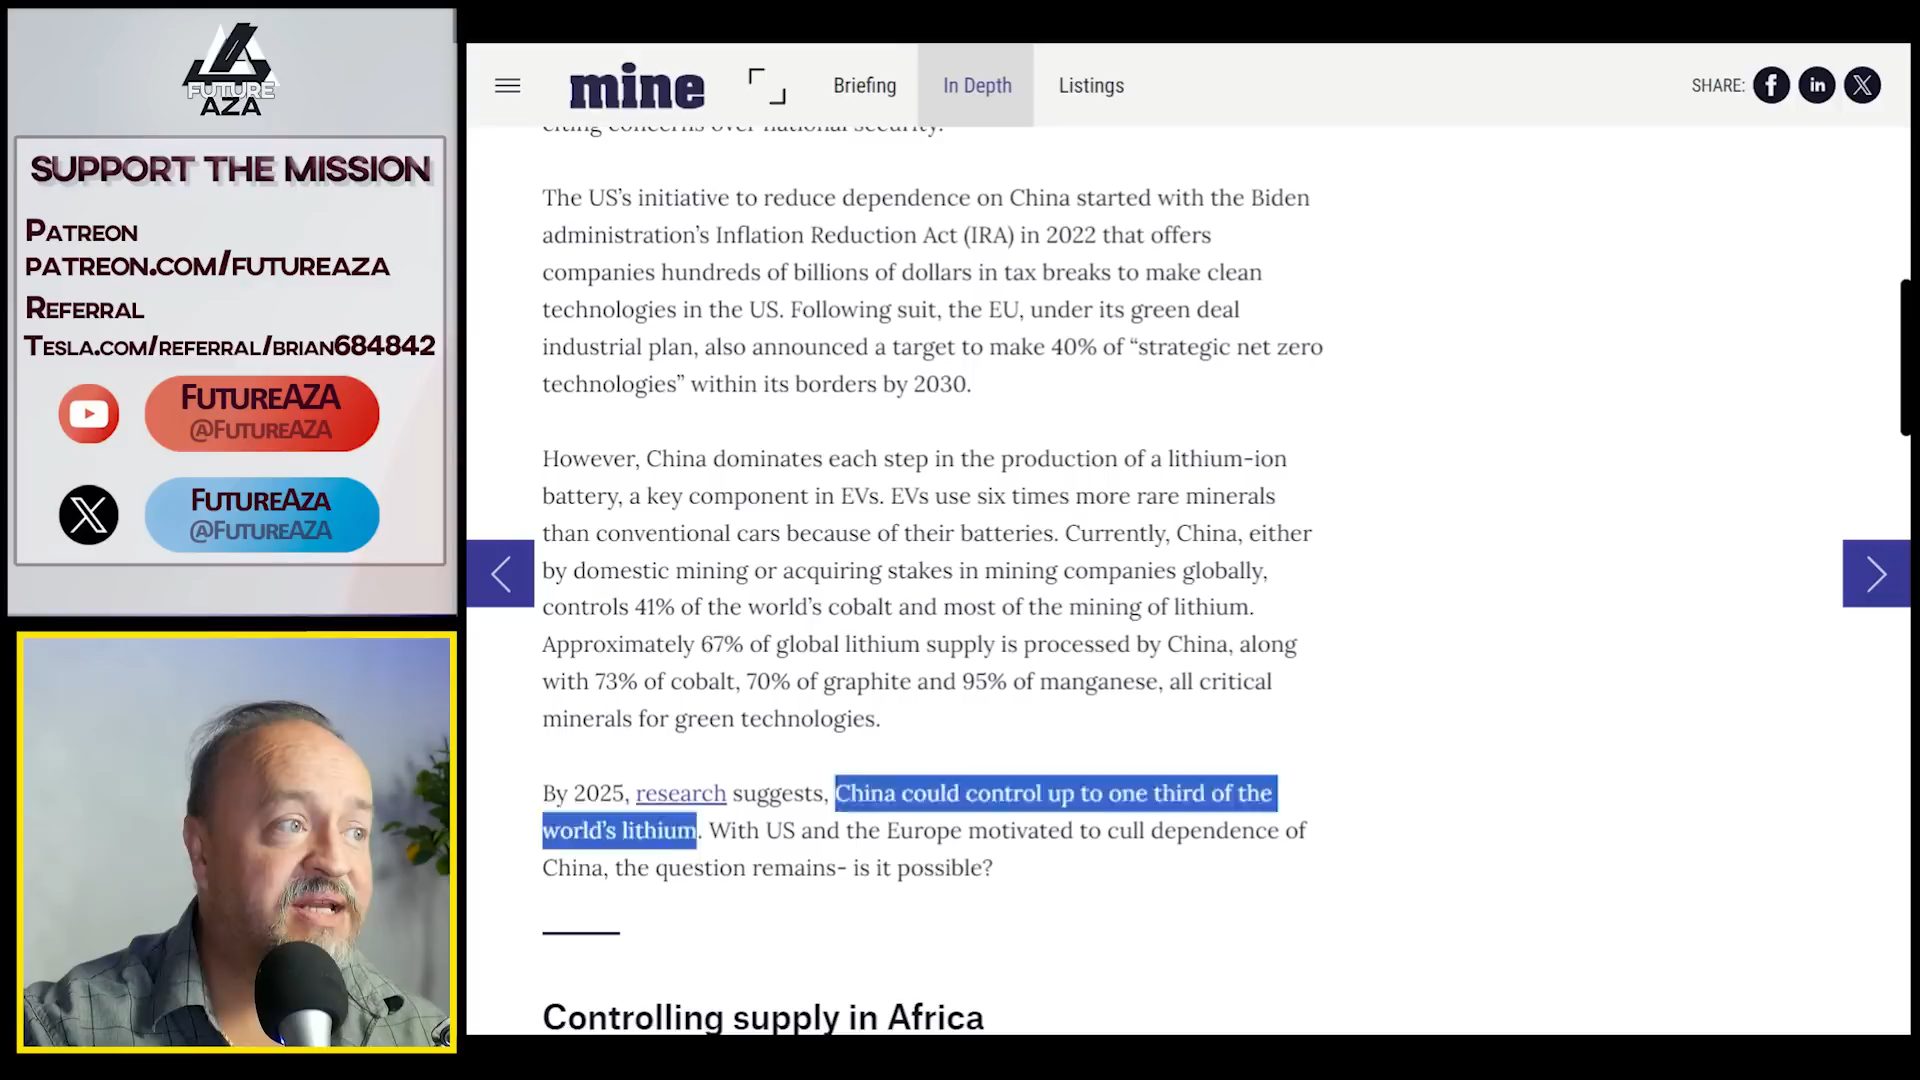 FUTURE
AZA
SUPPORT THE MISSION
PATREON
PATREON.COM/FUTUREAZA
REFERRAL
TESLA.COM/REFERRAL/BRIAN684842
FUTUREAZA
@FUTUREAZA
FUTUREAZA
@FUTUREAZA
mine
Briefing
In Depth
Listings
SHARE:
citing concerns over national security.
The US’s initiative to reduce dependence on China started with the Biden
administration’s Inflation Reduction Act (IRA) in 2022 that offers
companies hundreds of billions of dollars in tax breaks to make clean
technologies in the US. Following suit, the EU, under its green deal
industrial plan, also announced a target to make 40% of “strategic net zero
technologies” within its borders by 2030.
However, China dominates each step in the production of a lithium-ion
battery, a key component in EVs. EVs use six times more rare minerals
than conventional cars because of their batteries. Currently, China, either
by domestic mining or acquiring stakes in mining companies globally,
controls 41% of the world’s cobalt and most of the mining of lithium.
Approximately 67% of global lithium supply is processed by China, along
with 73% of cobalt, 70% of graphite and 95% of manganese, all critical
minerals for green technologies.
By 2025, research suggests, China could control up to one third of the
world’s lithium. With US and the Europe motivated to cull dependence of
China, the question remains- is it possible?
Controlling supply in Africa